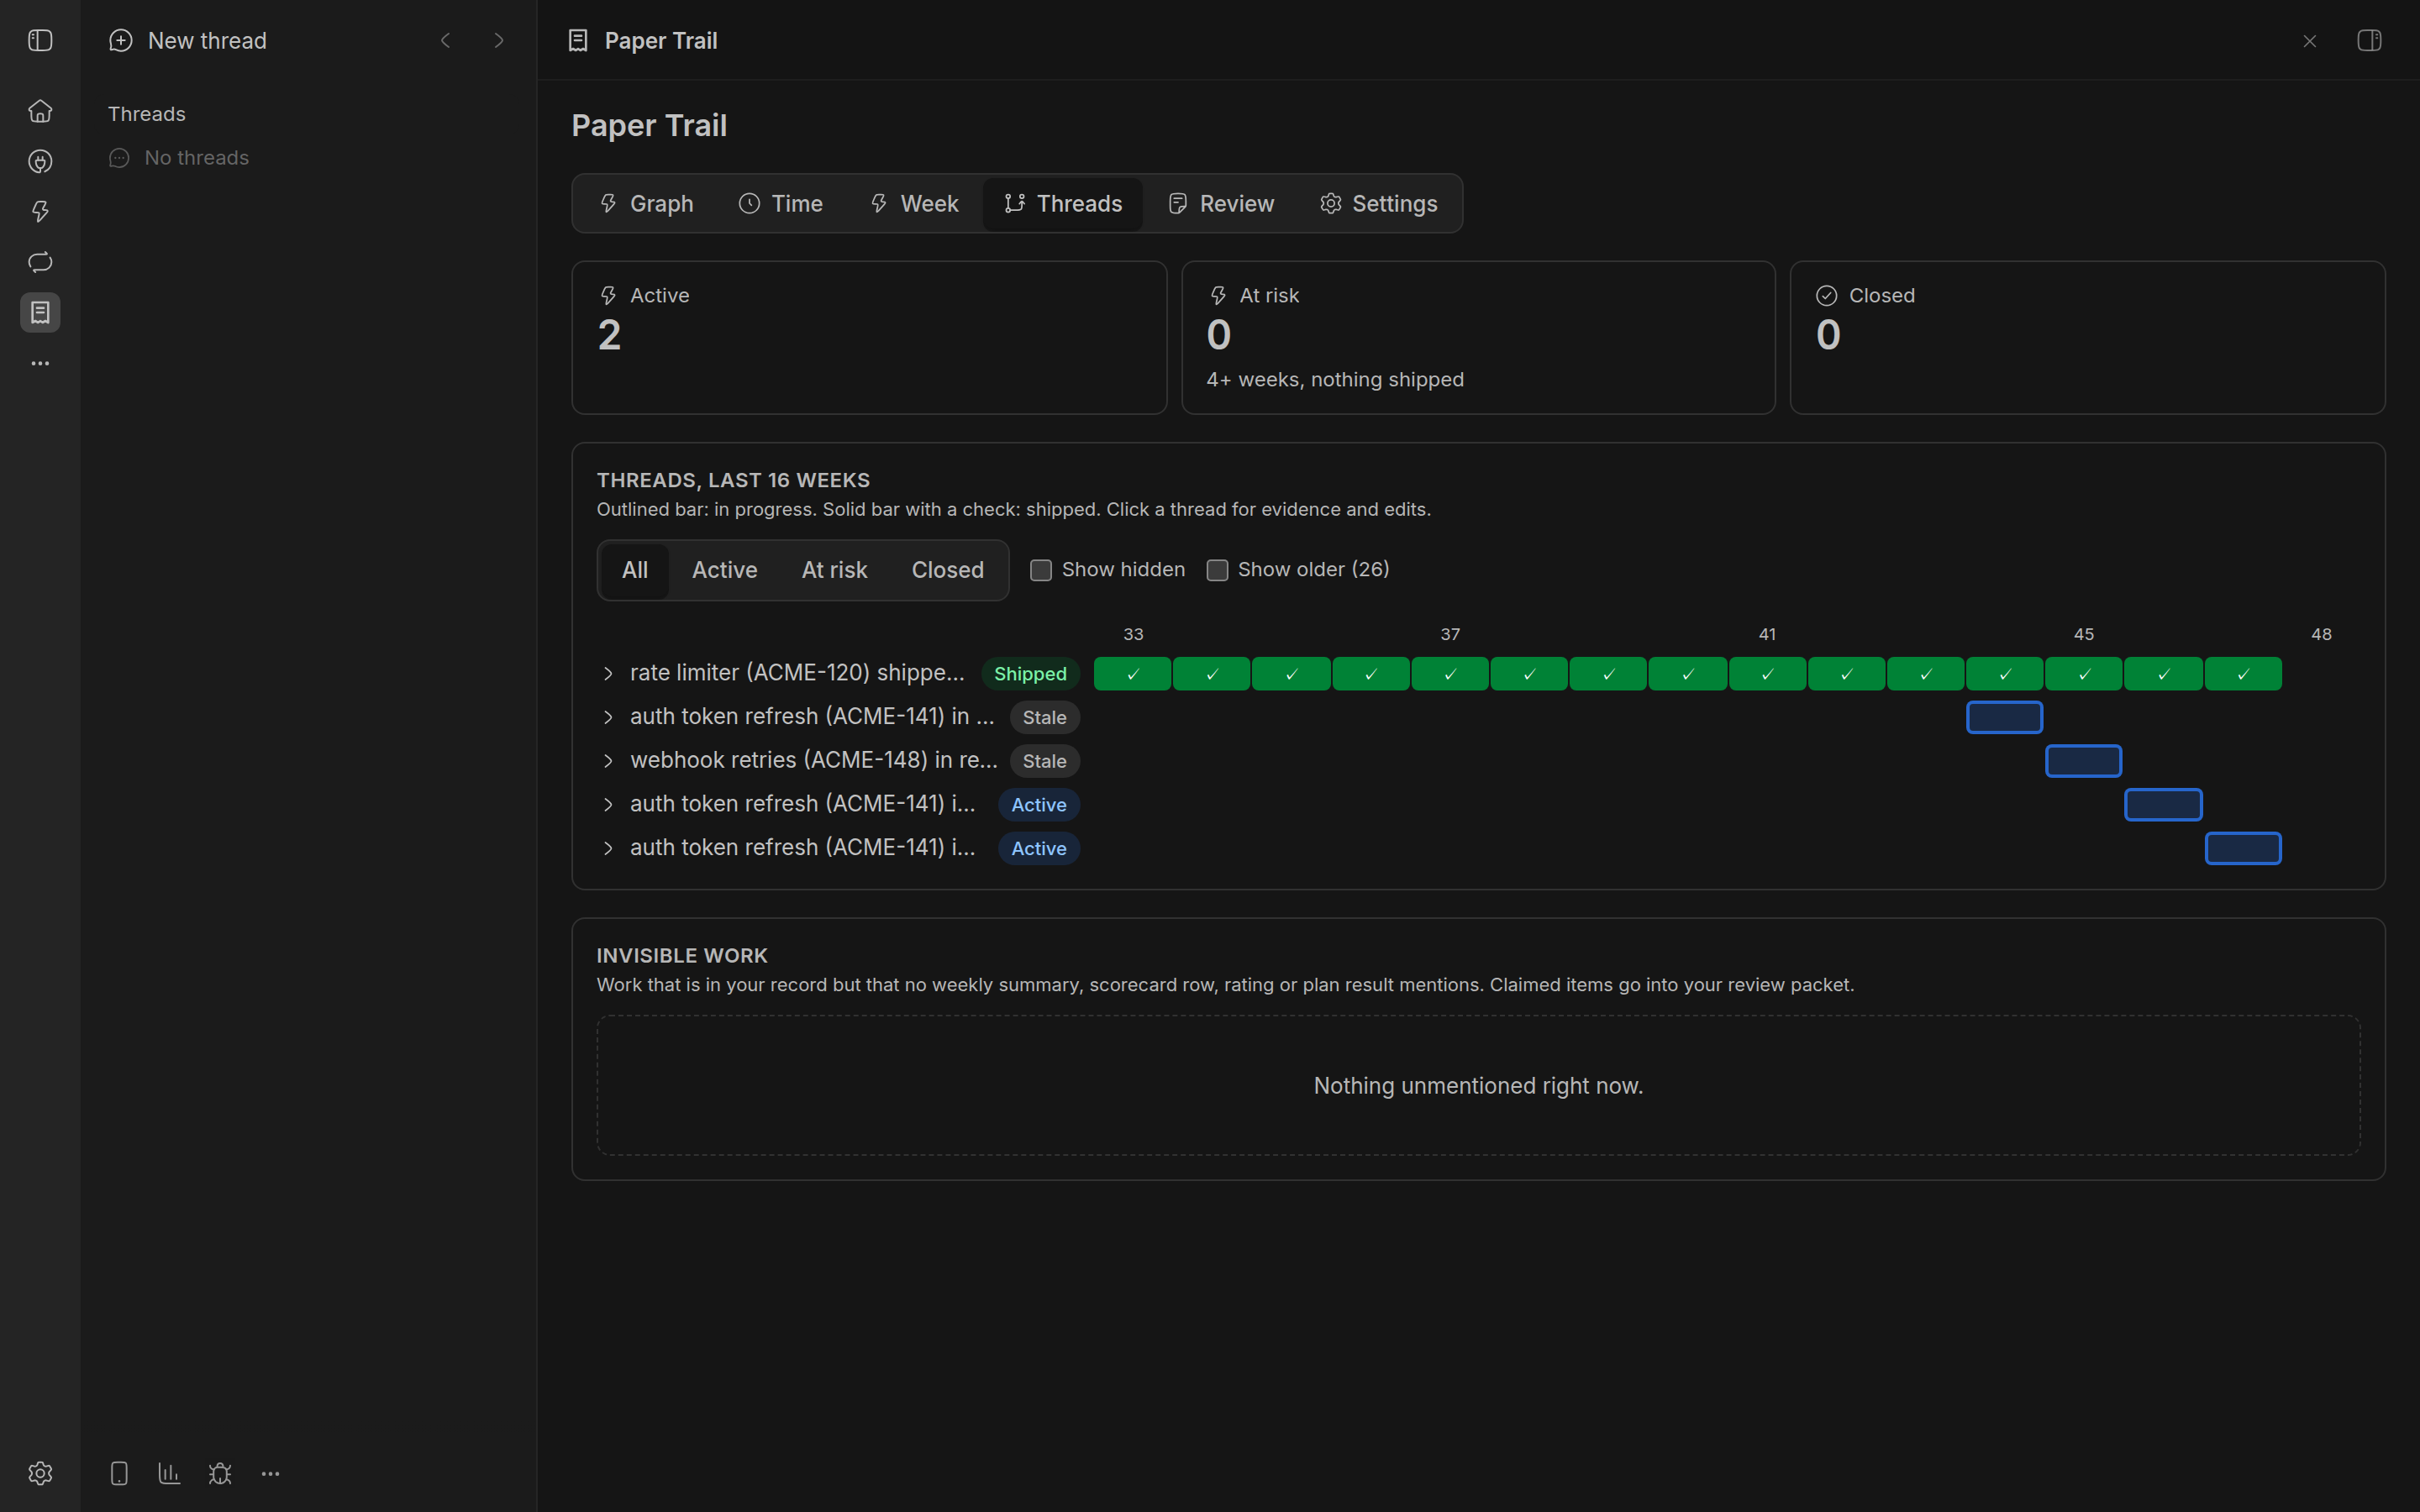 New thread
Threads
No threads
Paper Trail
Paper Trail
Graph
Time
Week
Threads
Review
Settings
Active
2
At risk
0
4+ weeks, nothing shipped
Closed
0
THREADS, LAST 16 WEEKS
Outlined bar: in progress. Solid bar with a check: shipped. Click a thread for evidence and edits.
All
Active
At risk
Closed
Show hidden
Show older (26)
33 37 41 45 48
rate limiter (ACME-120) shippe... Shipped
auth token refresh (ACME-141) in ... Stale
webhook retries (ACME-148) in re... Stale
auth token refresh (ACME-141) i... Active
auth token refresh (ACME-141) i... Active
INVISIBLE WORK
Work that is in your record but that no weekly summary, scorecard row, rating or plan result mentions. Claimed items go into your review packet.
Nothing unmentioned right now.